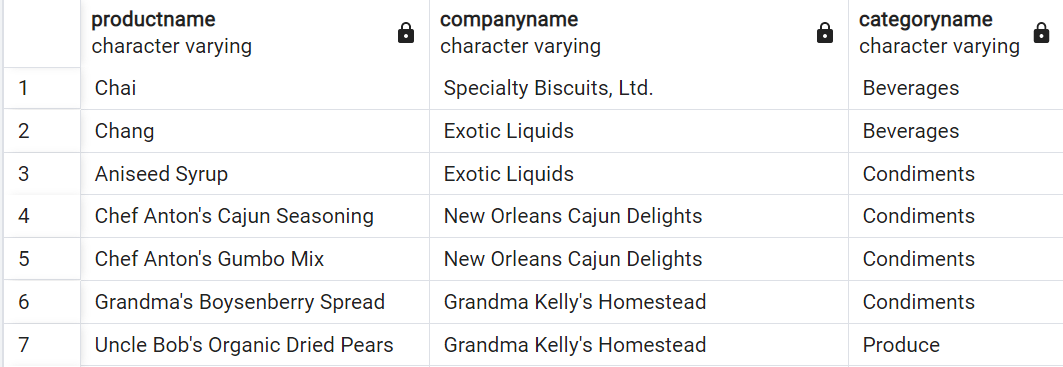 productname companyname categoryname
character varying character varying character varying
1 Chai Specialty Biscuits, Ltd. Beverages
2 Chang Exotic Liquids Beverages
3 Aniseed Syrup Exotic Liquids Condiments
4 Chef Anton's Cajun Seasoning New Orleans Cajun Delights Condiments
5 Chef Anton's Gumbo Mix New Orleans Cajun Delights Condiments
6 Grandma's Boysenberry Spread Grandma Kelly's Homestead Condiments
7 Uncle Bob's Organic Dried Pears Grandma Kelly's Homestead Produce